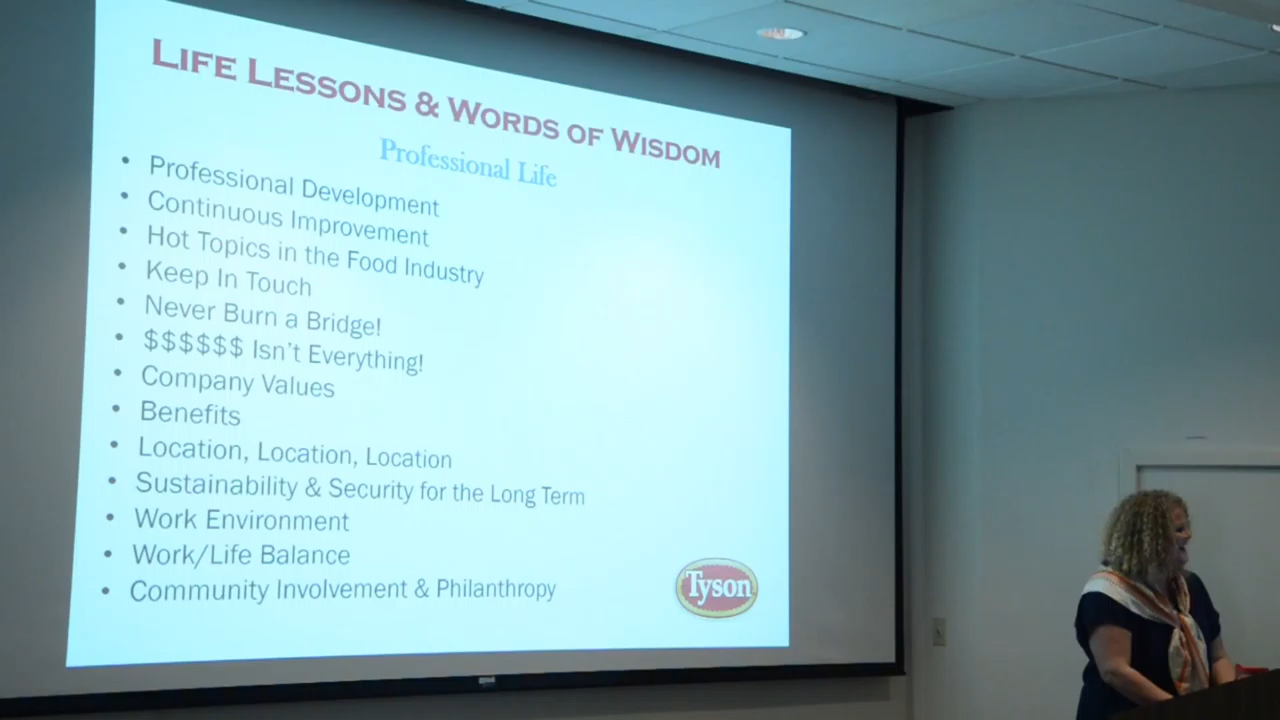 LIFE LESSONS & WORDS OF WISDOM
Professional Life
• Professional Development
• Continuous Improvement
• Hot Topics in the Food Industry
• Keep In Touch
• Never Burn a Bridge!
• $$$$$$ Isn't Everything!
• Company Values
• Benefits
• Location, Location, Location
• Sustainability & Security for the Long Term
• Work Environment
• Work/Life Balance
• Community Involvement & Philanthropy
Tyson